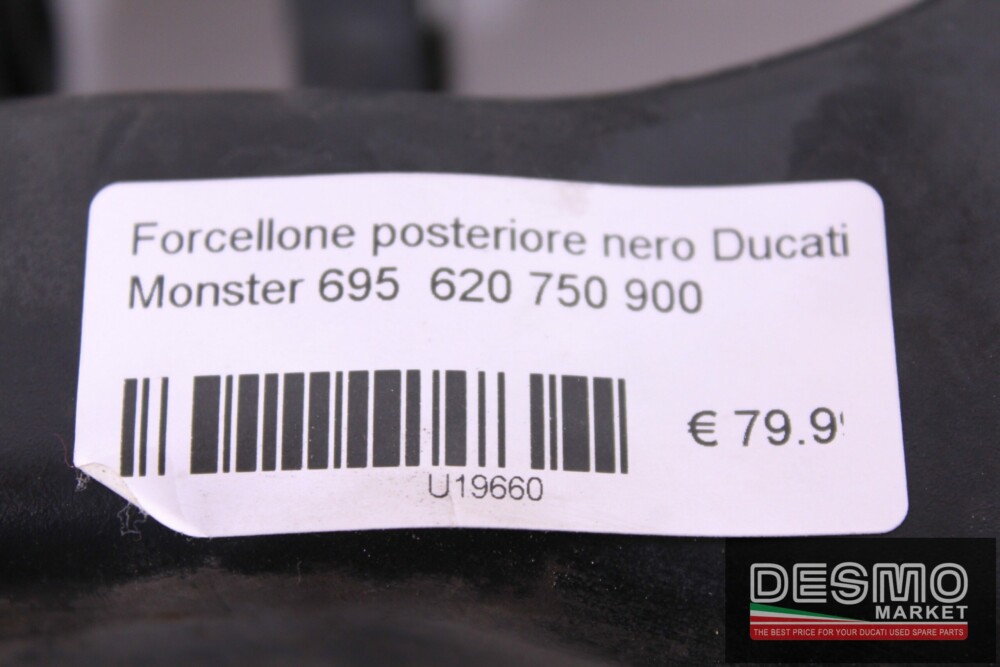 Forcellone posteriore nero Ducati
Monster 695 620 750 900
€ 79.9
U19660
DESMO
MARKET
THE BEST PRICE FOR YOUR DUCATI USED SPARE PARTS